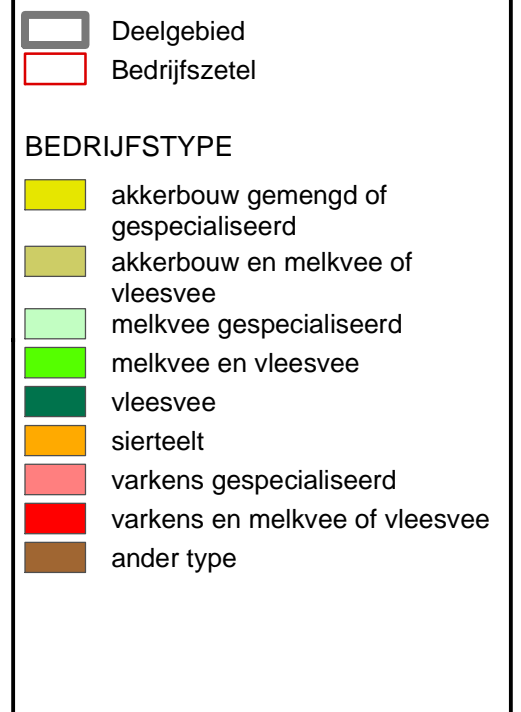 Deelgebied
Bedrijfszetel
BEDRIJFSTYPE
akkerbouw gemengd of
gespecialiseerd
akkerbouw en melkvee of
vleesvee
melkvee gespecialiseerd
melkvee en vleesvee
vleesvee
sierteelt
varkens gespecialiseerd
varkens en melkvee of vleesvee
ander type